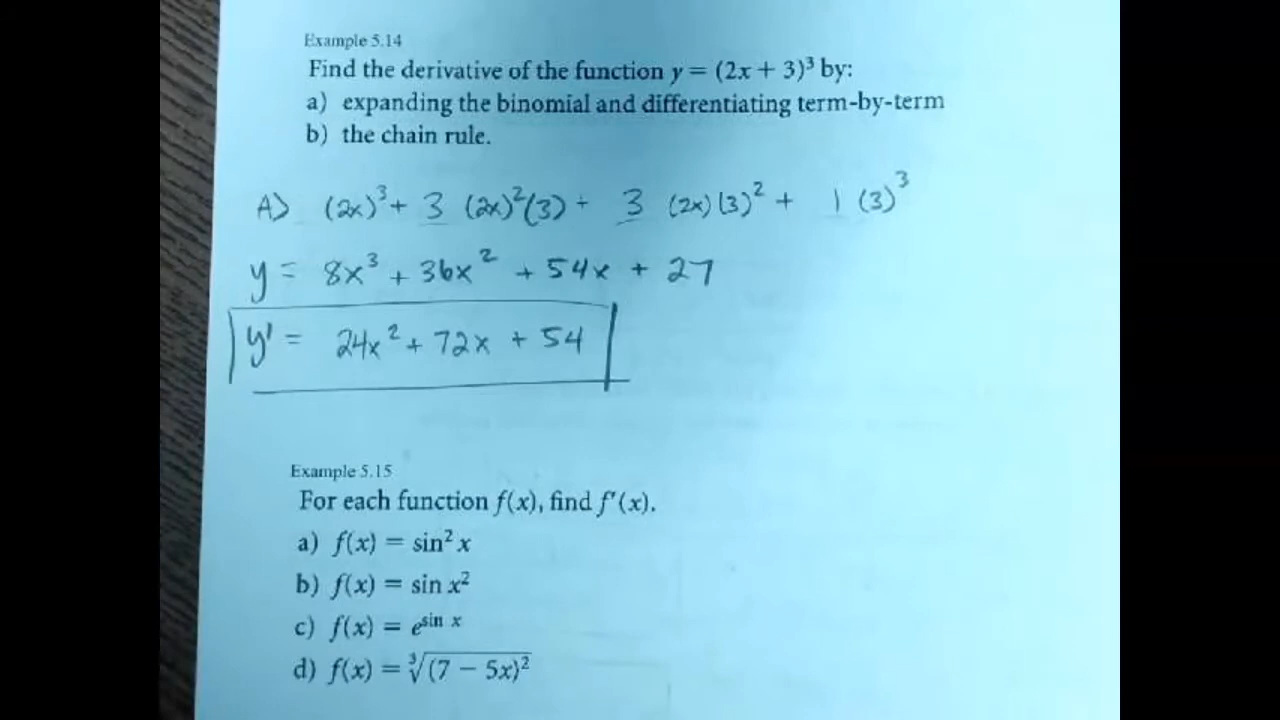 Example 5.14
Find the derivative of the function y = (2x + 3)³ by:
a) expanding the binomial and differentiating term-by-term
b) the chain rule.
A) (2x)³ + 3 (2x)²(3) + 3 (2x)(3)² + 1 (3)³
y = 8x³ + 36x² + 54x + 27
y' = 24x² + 72x + 54
Example 5.15
For each function f(x), find f'(x).
a) f(x) = sin² x
b) f(x) = sin x²
c) f(x) = e^{sin x}
d) f(x) = ∛(7 − 5x)²